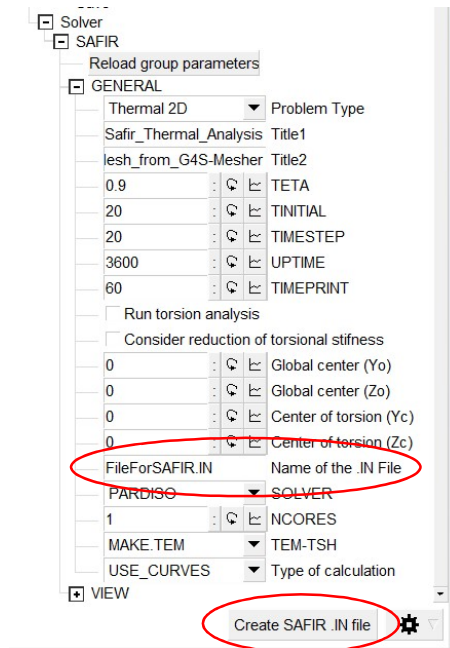 Solver
SAFIR
Reload group parameters
GENERAL
Thermal 2D Problem Type
Safir_Thermal_Analysis Title1
lesh_from_G4S-Mesher Title2
0.9 : TETA
20 : TINITIAL
20 : TIMESTEP
3600 : UPTIME
60 : TIMEPRINT
Run torsion analysis
Consider reduction of torsional stifness
0 : Global center (Yo)
0 : Global center (Zo)
0 : Center of torsion (Yc)
0 : Center of torsion (Zc)
FileForSAFIR.IN Name of the .IN File
PARDISO SOLVER
1 : NCORES
MAKE.TEM TEM-TSH
USE_CURVES Type of calculation
VIEW
Create SAFIR .IN file